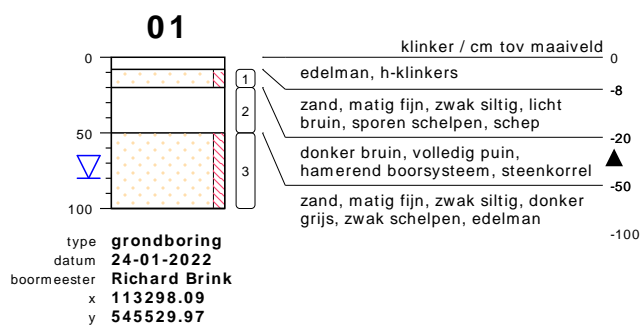 01
klinker / cm tov maaiveld
0
0
edelman, h-klinkers
1
-8
zand, matig fijn, zwak siltig, licht
bruin, sporen schelpen, schep
2
50
-20
donker bruin, volledig puin,
hamerend boorsysteem, steenkorrel
3
-50
zand, matig fijn, zwak siltig, donker
grijs, zwak schelpen, edelman
100
-100
type grondboring
datum 24-01-2022
boormeester Richard Brink
x 113298.09
y 545529.97